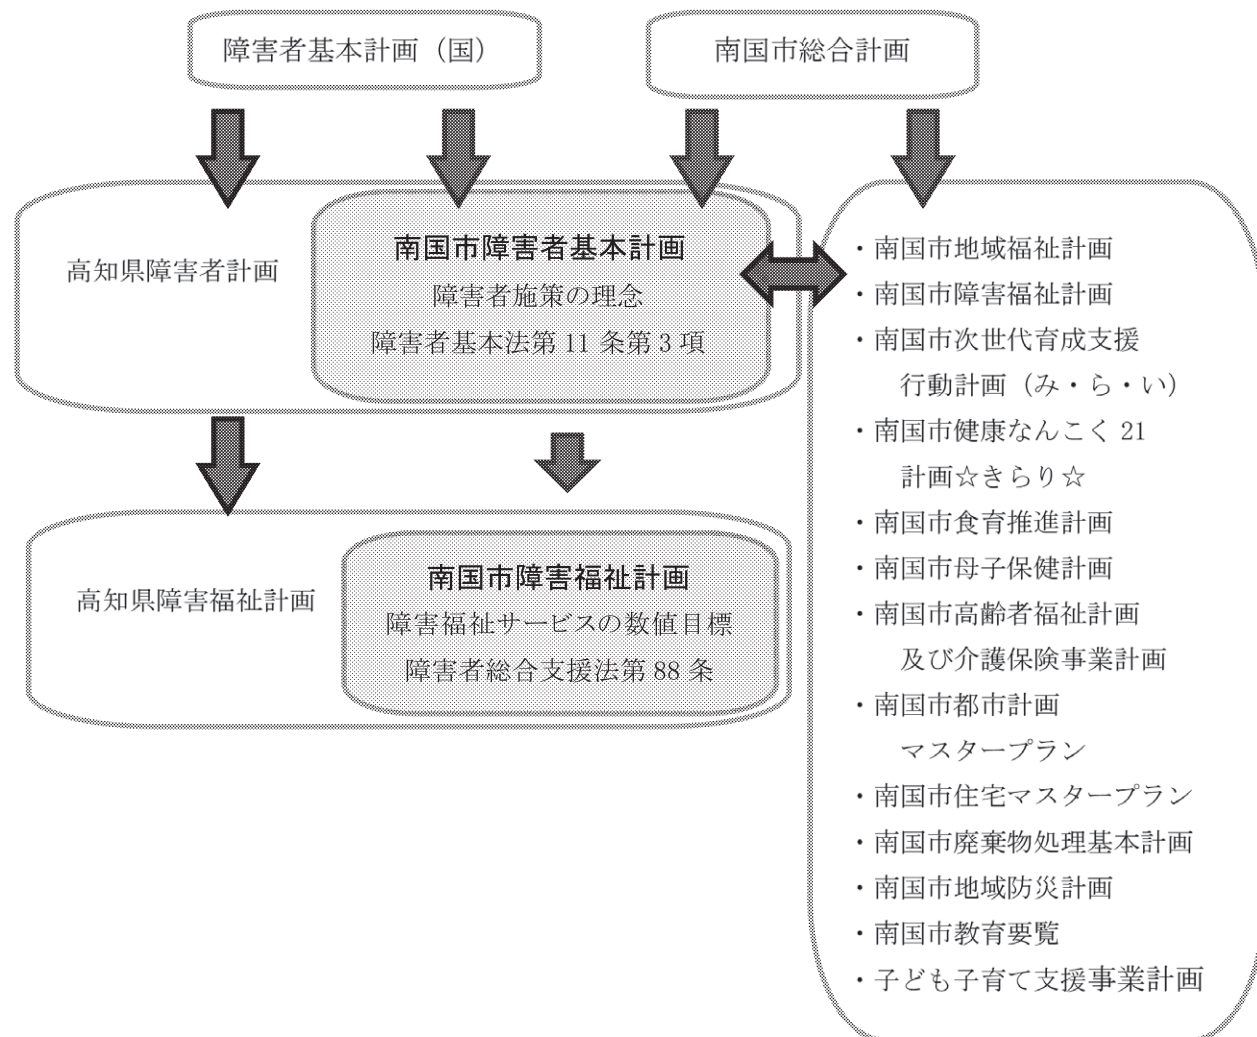 障害者基本計画（国）
南国市総合計画
高知県障害者計画
南国市障害者基本計画
障害者施策の理念
障害者基本法第 11 条第 3 項
高知県障害福祉計画
南国市障害福祉計画
障害福祉サービスの数値目標
障害者総合支援法第 88 条
・南国市地域福祉計画
・南国市障害福祉計画
・南国市次世代育成支援
行動計画（み・ら・い）
・南国市健康なんこく 21
計画☆きらり☆
・南国市食育推進計画
・南国市母子保健計画
・南国市高齢者福祉計画
及び介護保険事業計画
・南国市都市計画
マスタープラン
・南国市住宅マスタープラン
・南国市廃棄物処理基本計画
・南国市地域防災計画
・南国市教育要覧
・子ども子育て支援事業計画